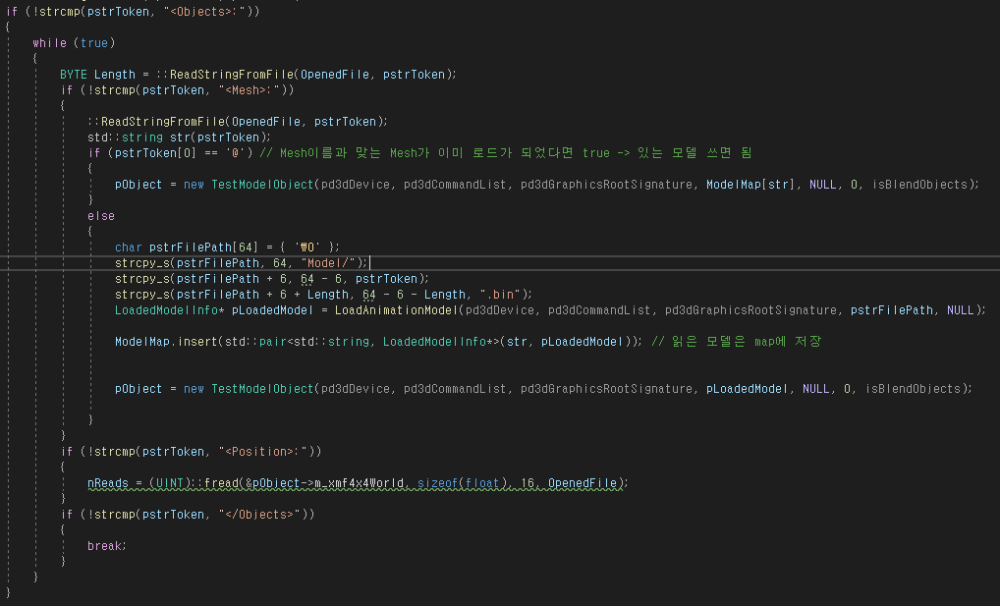 if (!strcmp(pstrToken, "<Objects>:"))
{
while (true)
{
BYTE Length = ::ReadStringFromFile(OpenedFile, pstrToken);
if (!strcmp(pstrToken, "<Mesh>:"))
{
::ReadStringFromFile(OpenedFile, pstrToken);
std::string str(pstrToken);
if (pstrToken[0] == '@') // Mesh이름과 맞는 Mesh가 이미 로드가 되었다면 true -> 있는 모델 쓰면 됨
{
pObject = new TestModelObject(pd3dDevice, pd3dCommandList, pd3dGraphicsRootSignature, ModelMap[str], NULL, 0, isBlendObjects);
}
else
{
char pstrFilePath[64] = { '₩0' };
strcpy_s(pstrFilePath, 64, "Model/");
strcpy_s(pstrFilePath + 6, 64 - 6, pstrToken);
strcpy_s(pstrFilePath + 6 + Length, 64 - 6 - Length, ".bin");
LoadedModelInfo* pLoadedModel = LoadAnimationModel(pd3dDevice, pd3dCommandList, pd3dGraphicsRootSignature, pstrFilePath, NULL);
ModelMap.insert(std::pair<std::string, LoadedModelInfo*>(str, pLoadedModel)); // 읽은 모델은 map에 저장
pObject = new TestModelObject(pd3dDevice, pd3dCommandList, pd3dGraphicsRootSignature, pLoadedModel, NULL, 0, isBlendObjects);
}
}
if (!strcmp(pstrToken, "<Position>:"))
{
nReads = (UINT)::fread(&pObject->m_xmf4x4World, sizeof(float), 16, OpenedFile);
}
if (!strcmp(pstrToken, "</Objects>"))
{
break;
}
}
}